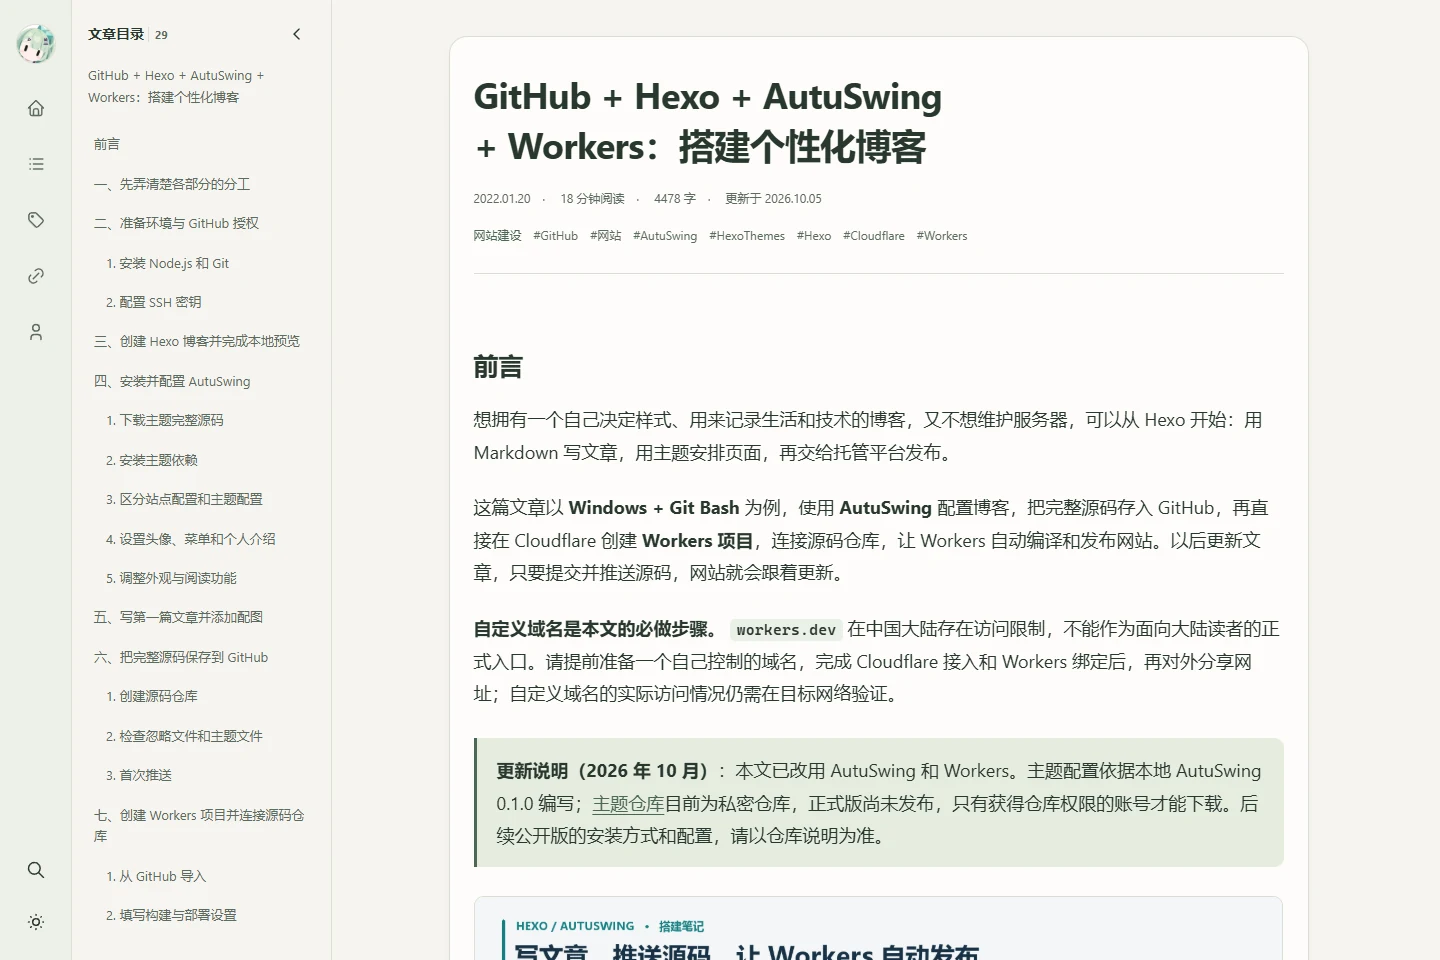 文章目录 29
GitHub + Hexo + AutuSwing +
Workers：搭建个性化博客
前言
一、先弄清楚各部分的分工
二、准备环境与 GitHub 授权
1. 安装 Node.js 和 Git
2. 配置 SSH 密钥
三、创建 Hexo 博客并完成本地预览
四、安装并配置 AutuSwing
1. 下载主题完整源码
2. 安装主题依赖
3. 区分站点配置和主题配置
4. 设置头像、菜单和个人介绍
5. 调整外观与阅读功能
五、写第一篇文章并添加配图
六、把完整源码保存到 GitHub
1. 创建源码仓库
2. 检查忽略文件和主题文件
3. 首次推送
七、创建 Workers 项目并连接源码仓
库
1. 从 GitHub 导入
2. 填写构建与部署设置
GitHub + Hexo + AutuSwing
+ Workers：搭建个性化博客
2022.01.20 · 18 分钟阅读 · 4478 字 · 更新于 2026.10.05
网站建设 #GitHub #网站 #AutuSwing #HexoThemes #Hexo #Cloudflare #Workers
前言
想拥有一个自己决定样式、用来记录生活和技术的博客，又不想维护服务器，可以从 Hexo 开始：用
Markdown 写文章，用主题安排页面，再交给托管平台发布。
这篇文章以 Windows + Git Bash 为例，使用 AutuSwing 配置博客，把完整源码存入 GitHub，再直
接在 Cloudflare 创建 Workers 项目，连接源码仓库，让 Workers 自动编译和发布网站。以后更新文
章，只要提交并推送源码，网站就会跟着更新。
自定义域名是本文的必做步骤。 workers.dev 在中国大陆存在访问限制，不能作为面向大陆读者的正
式入口。请提前准备一个自己控制的域名，完成 Cloudflare 接入和 Workers 绑定后，再对外分享网
址；自定义域名的实际访问情况仍需在目标网络验证。
更新说明（2026 年 10 月）：本文已改用 AutuSwing 和 Workers。主题配置依据本地 AutuSwing
0.1.0 编写；主题仓库目前为私密仓库，正式版尚未发布，只有获得仓库权限的账号才能下载。后
续公开版的安装方式和配置，请以仓库说明为准。
HEXO / AUTUSWING • 搭建笔记
写文章，推送源码，让 Workers 自动发布